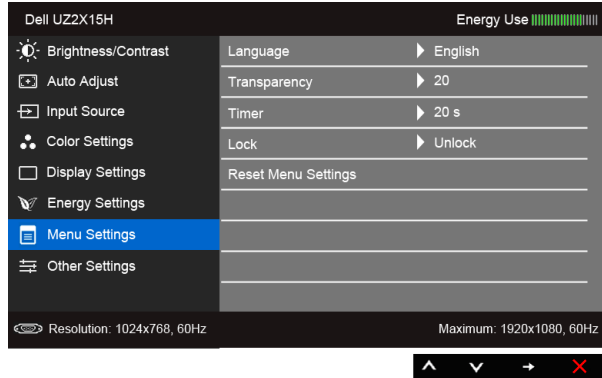 Dell UZ2X15H Energy Use
Brightness/Contrast Language English
Auto Adjust Transparency 20
Input Source Timer 20 s
Color Settings Lock Unlock
Display Settings Reset Menu Settings
Energy Settings
Menu Settings
Other Settings
Resolution: 1024x768, 60Hz Maximum: 1920x1080, 60Hz